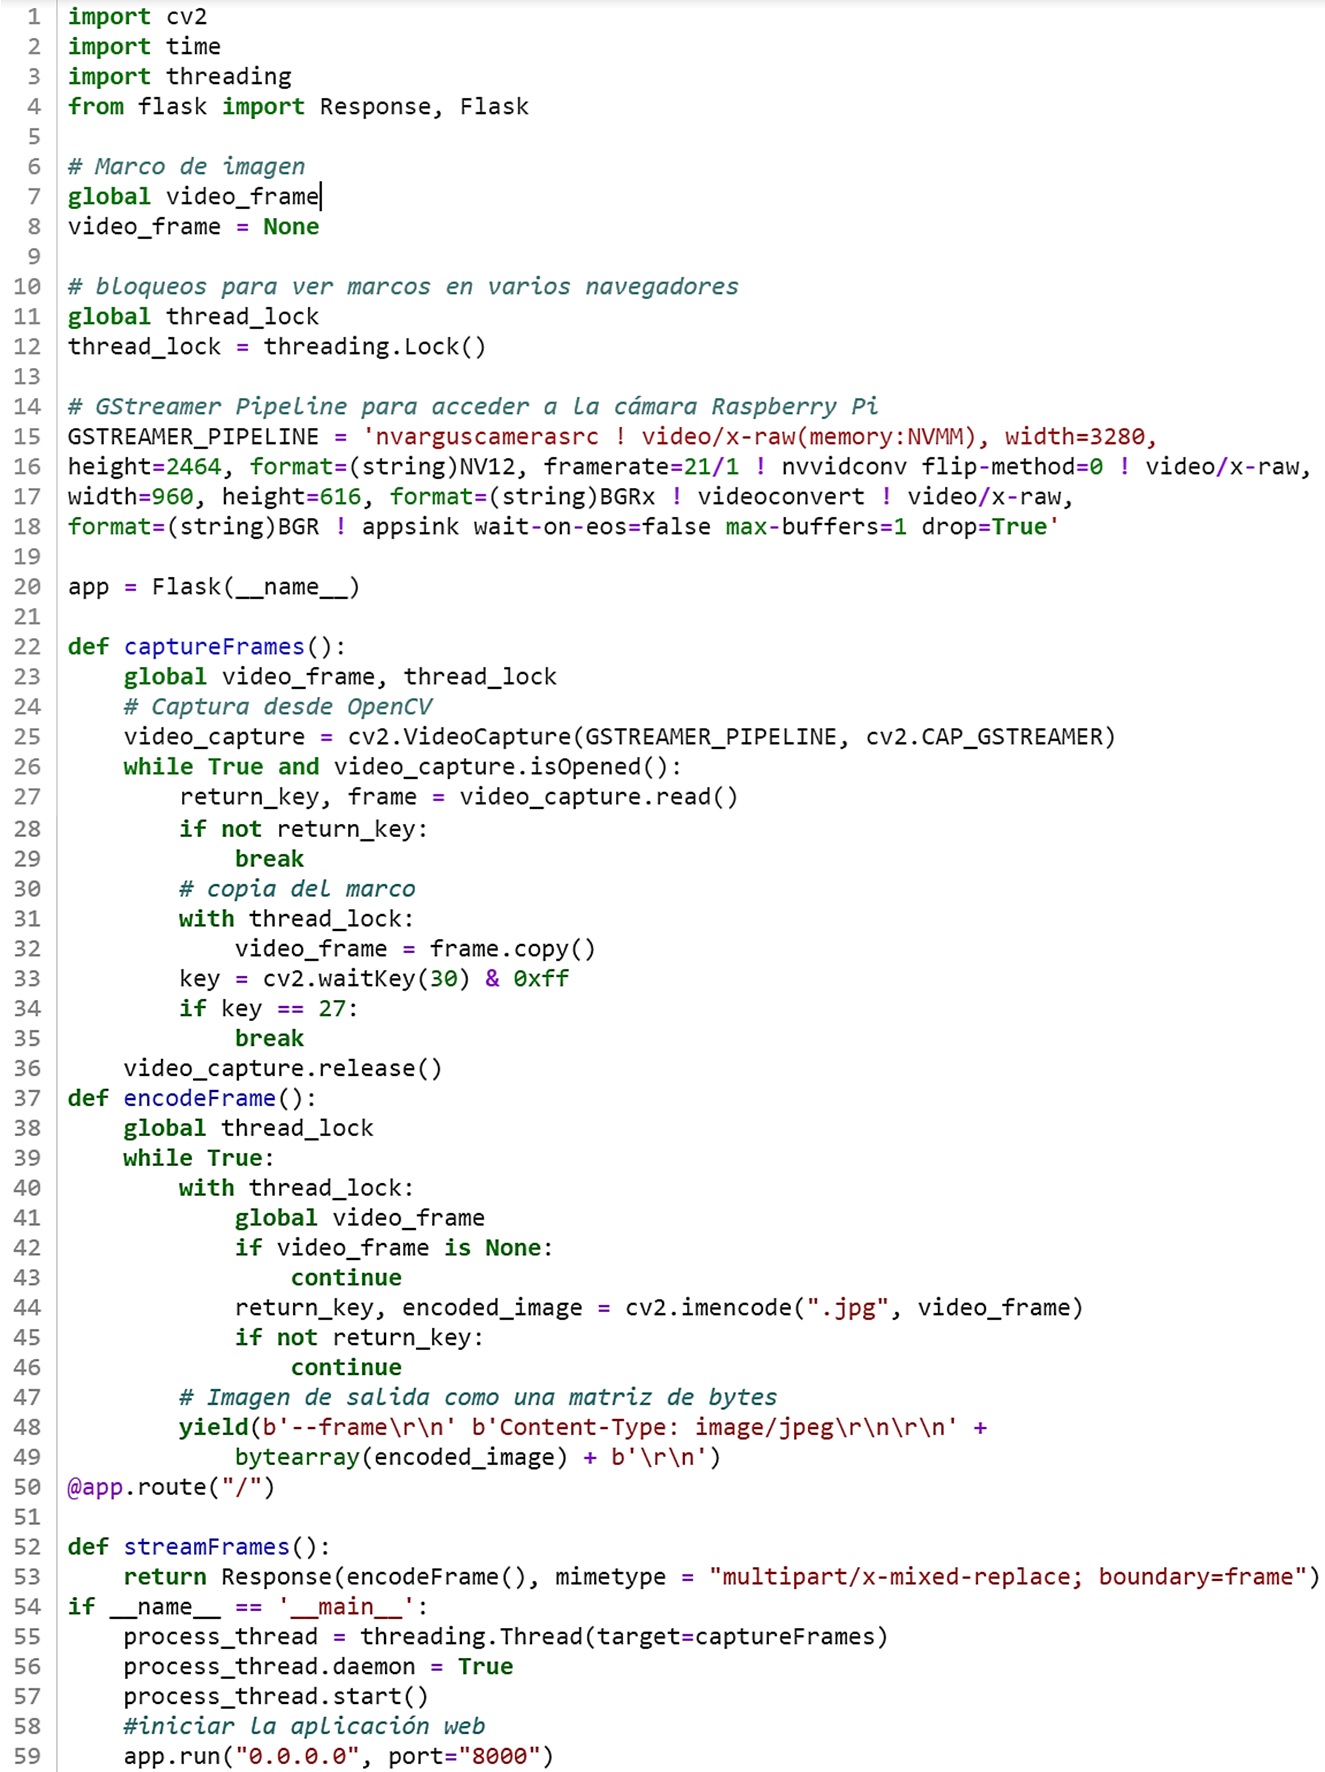 1 import cv2
2 import time
3 import threading
4 from flask import Response, Flask
5
6 # Marco de imagen
7 global video_frame
8 video_frame = None
9
10 # bloqueos para ver marcos en varios navegadores
11 global thread_lock
12 thread_lock = threading.Lock()
13
14 # GStreamer Pipeline para acceder a la cámara Raspberry Pi
15 GSTREAMER_PIPELINE = 'nvarguscamerasrc ! video/x-raw(memory:NVMM), width=3280,
16 height=2464, format=(string)NV12, framerate=21/1 ! nvvidconv flip-method=0 ! video/x-raw,
17 width=960, height=616, format=(string)BGRx ! videoconvert ! video/x-raw,
18 format=(string)BGR ! appsink wait-on-eos=false max-buffers=1 drop=True'
19
20 app = Flask(__name__)
21
22 def captureFrames():
23     global video_frame, thread_lock
24     # Captura desde OpenCV
25     video_capture = cv2.VideoCapture(GSTREAMER_PIPELINE, cv2.CAP_GSTREAMER)
26     while True and video_capture.isOpened():
27         return_key, frame = video_capture.read()
28         if not return_key:
29             break
30         # copia del marco
31         with thread_lock:
32             video_frame = frame.copy()
33         key = cv2.waitKey(30) & 0xff
34         if key == 27:
35             break
36     video_capture.release()
37 def encodeFrame():
38     global thread_lock
39     while True:
40         with thread_lock:
41             global video_frame
42             if video_frame is None:
43                 continue
44             return_key, encoded_image = cv2.imencode(".jpg", video_frame)
45             if not return_key:
46                 continue
47         # Imagen de salida como una matriz de bytes
48         yield(b'--frame\r\n' b'Content-Type: image/jpeg\r\n\r\n' +
49             bytearray(encoded_image) + b'\r\n')
50 @app.route("/")
51
52 def streamFrames():
53     return Response(encodeFrame(), mimetype = "multipart/x-mixed-replace; boundary=frame")
54 if __name__ == '__main__':
55     process_thread = threading.Thread(target=captureFrames)
56     process_thread.daemon = True
57     process_thread.start()
58     #iniciar la aplicación web
59     app.run("0.0.0.0", port="8000")